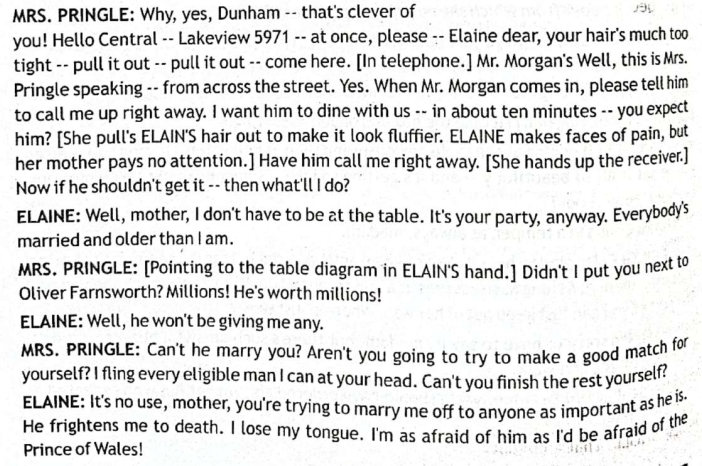 MRS. PRINGLE: Why, yes, Dunham -- that's clever of
you! Hello Central -- Lakeview 5971 -- at once, please -- Elaine dear, your hair's much too
tight -- pull it out -- pull it out -- come here. [In telephone.] Mr. Morgan's Well, this is Mrs.
Pringle speaking -- from across the street. Yes. When Mr. Morgan comes in, please tell him
to call me up right away. I want him to dine with us -- in about ten minutes -- you expect
him? [She pull's ELAIN'S hair out to make it look fluffier. ELAINE makes faces of pain, but
her mother pays no attention.] Have him call me right away. [She hands up the receiver.]
Now if he shouldn't get it -- then what'll I do?
ELAINE: Well, mother, I don't have to be at the table. It's your party, anyway. Everybody's
married and older than I am.
MRS. PRINGLE: [Pointing to the table diagram in ELAIN'S hand.] Didn't I put you next to
Oliver Farnsworth? Millions! He's worth millions!
ELAINE: Well, he won't be giving me any.
MRS. PRINGLE: Can't he marry you? Aren't you going to try to make a good match for
yourself? I fling every eligible man I can at your head. Can't you finish the rest yourself?
ELAINE: It's no use, mother, you're trying to marry me off to anyone as important as he is.
He frightens me to death. I lose my tongue. I'm as afraid of him as I'd be afraid of the
Prince of Wales!